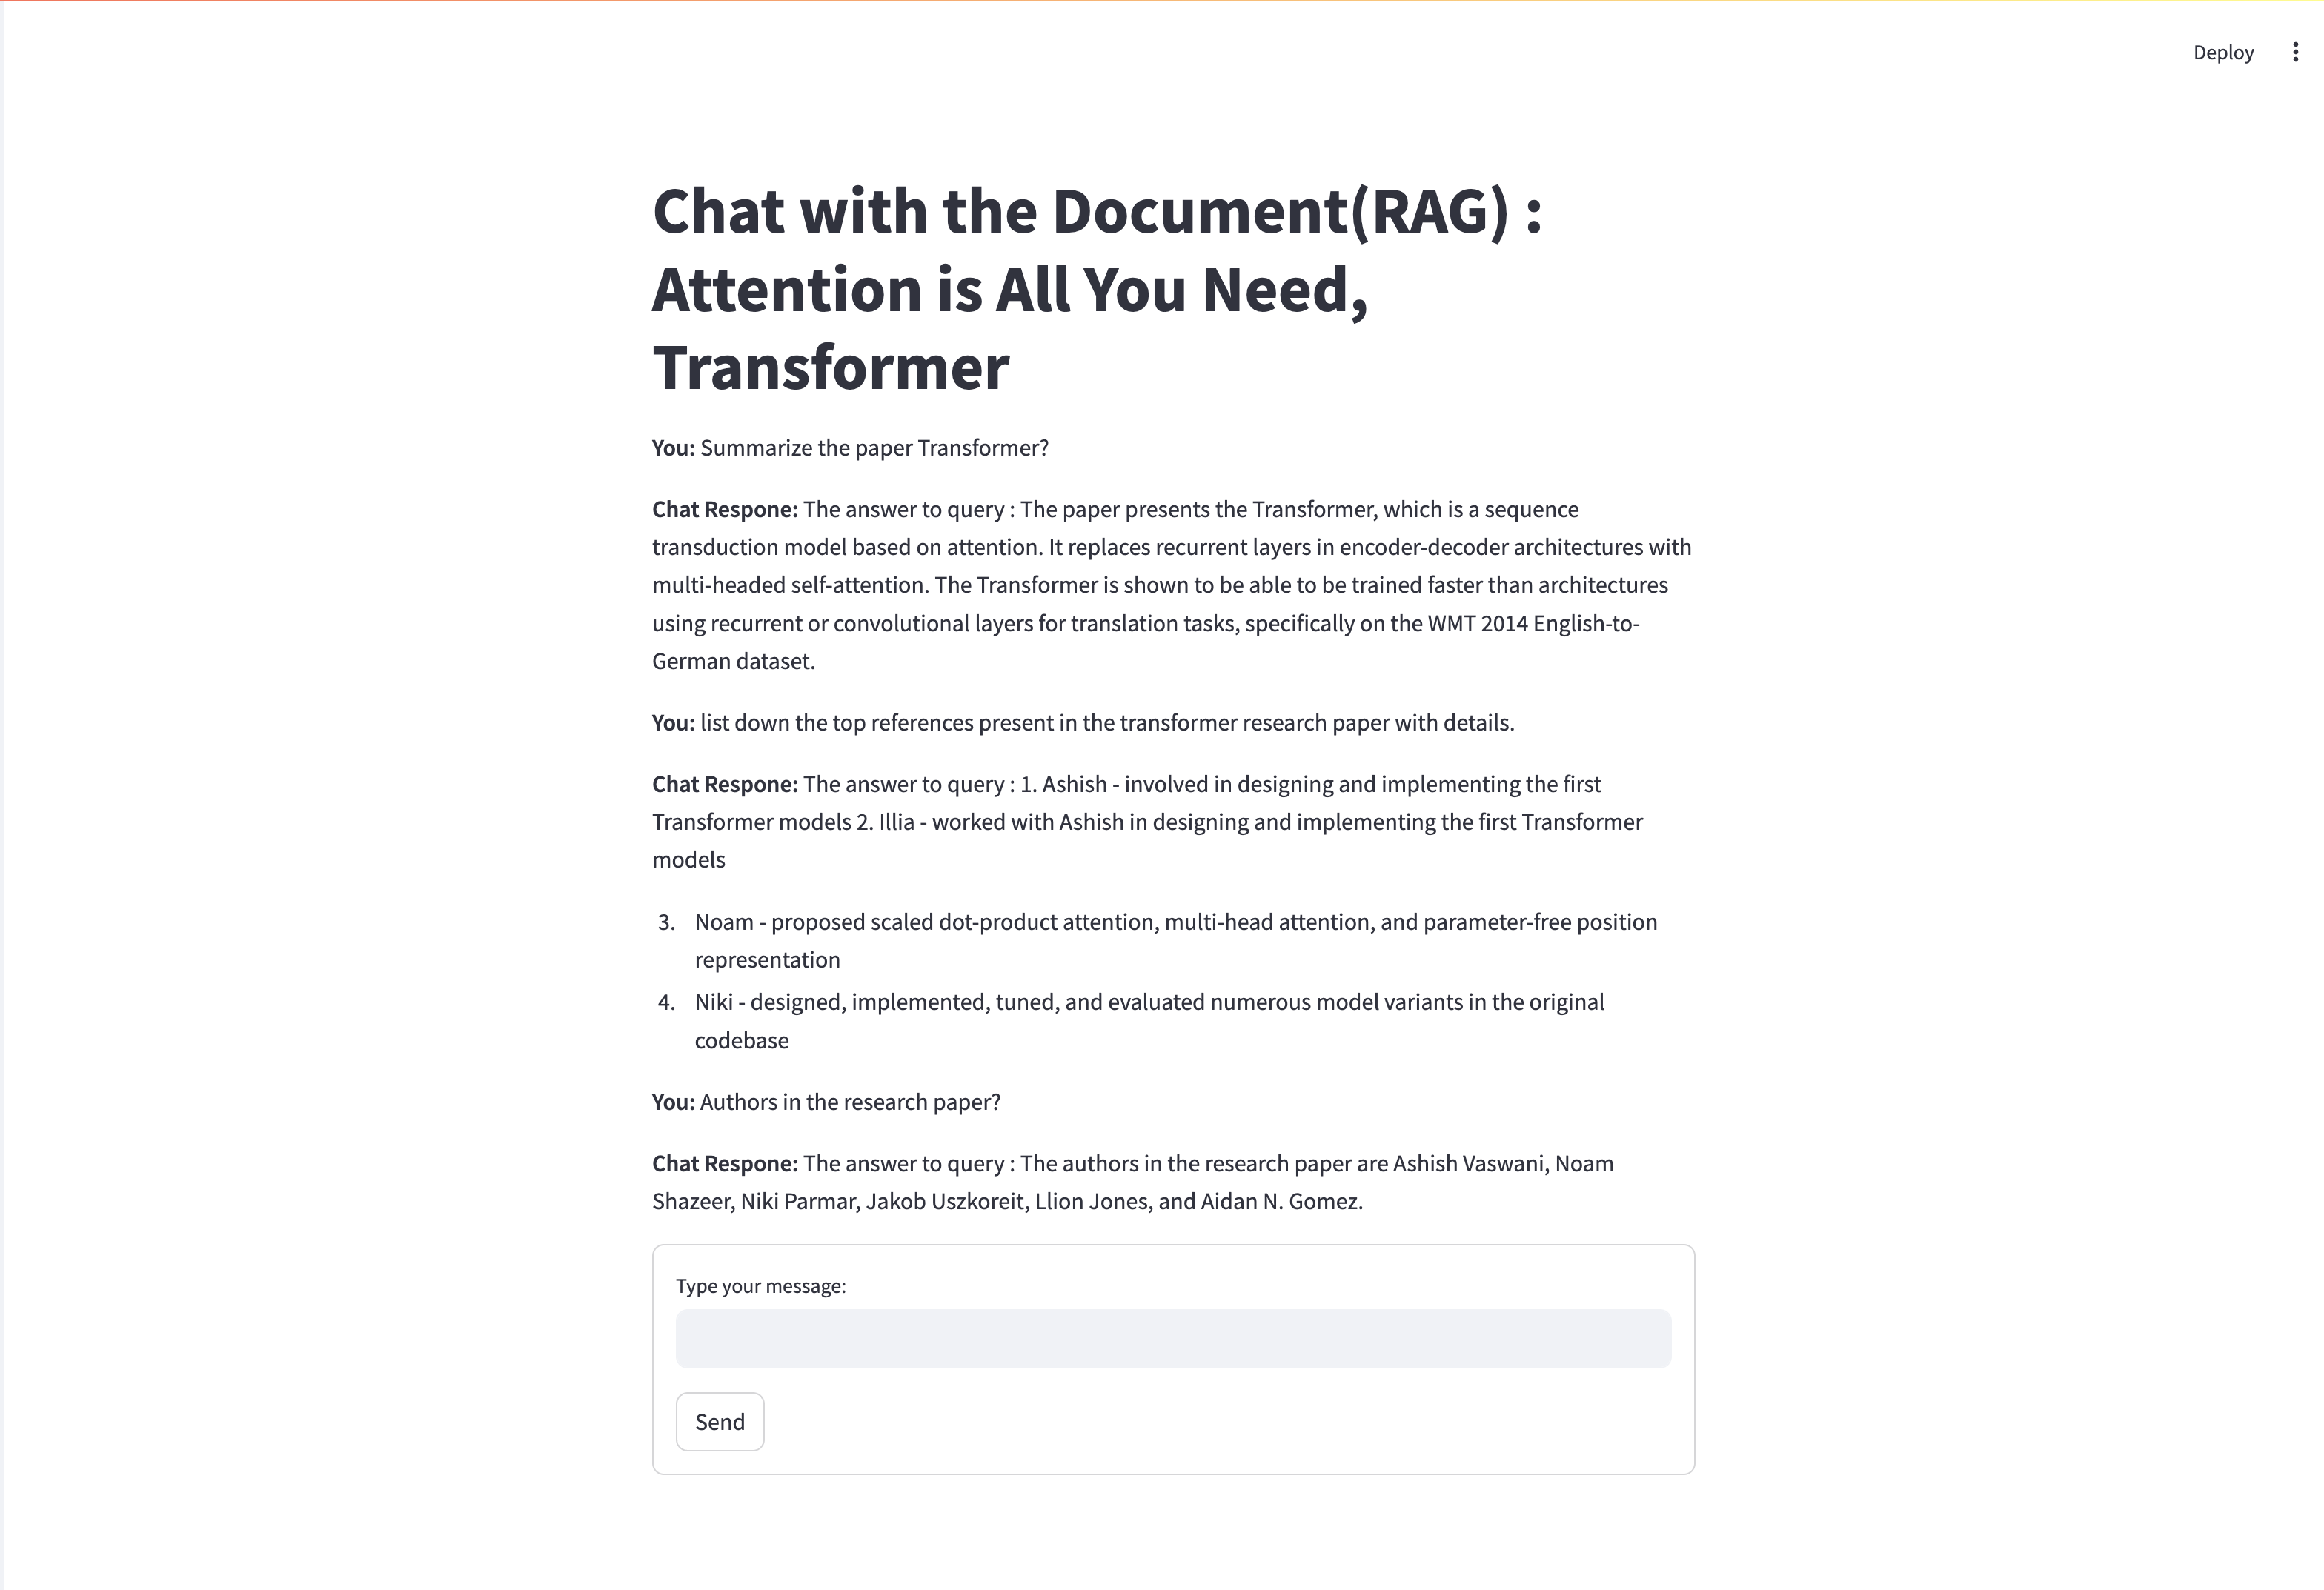 Deploy
Chat with the Document(RAG) :
Attention is All You Need,
Transformer
You: Summarize the paper Transformer?
Chat Respone: The answer to query : The paper presents the Transformer, which is a sequence
transduction model based on attention. It replaces recurrent layers in encoder-decoder architectures with
multi-headed self-attention. The Transformer is shown to be able to be trained faster than architectures
using recurrent or convolutional layers for translation tasks, specifically on the WMT 2014 English-to-
German dataset.
You: list down the top references present in the transformer research paper with details.
Chat Respone: The answer to query : 1. Ashish - involved in designing and implementing the first
Transformer models 2. Illia - worked with Ashish in designing and implementing the first Transformer
models
3. Noam - proposed scaled dot-product attention, multi-head attention, and parameter-free position
representation
4. Niki - designed, implemented, tuned, and evaluated numerous model variants in the original
codebase
You: Authors in the research paper?
Chat Respone: The answer to query : The authors in the research paper are Ashish Vaswani, Noam
Shazeer, Niki Parmar, Jakob Uszkoreit, Llion Jones, and Aidan N. Gomez.
Type your message:
Send